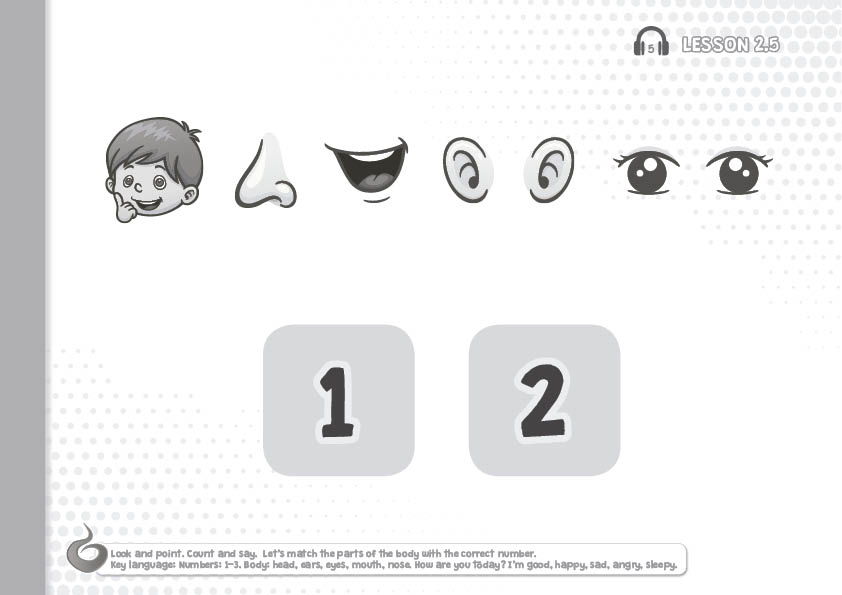 5 LESSON 2.5
1 2
Look and point. Count and say. Let's match the parts of the body with the correct number.
Key language: Numbers: 1-3. Body: head, ears, eyes, mouth, nose. How are you today? I'm good, happy, sad, angry, sleepy.